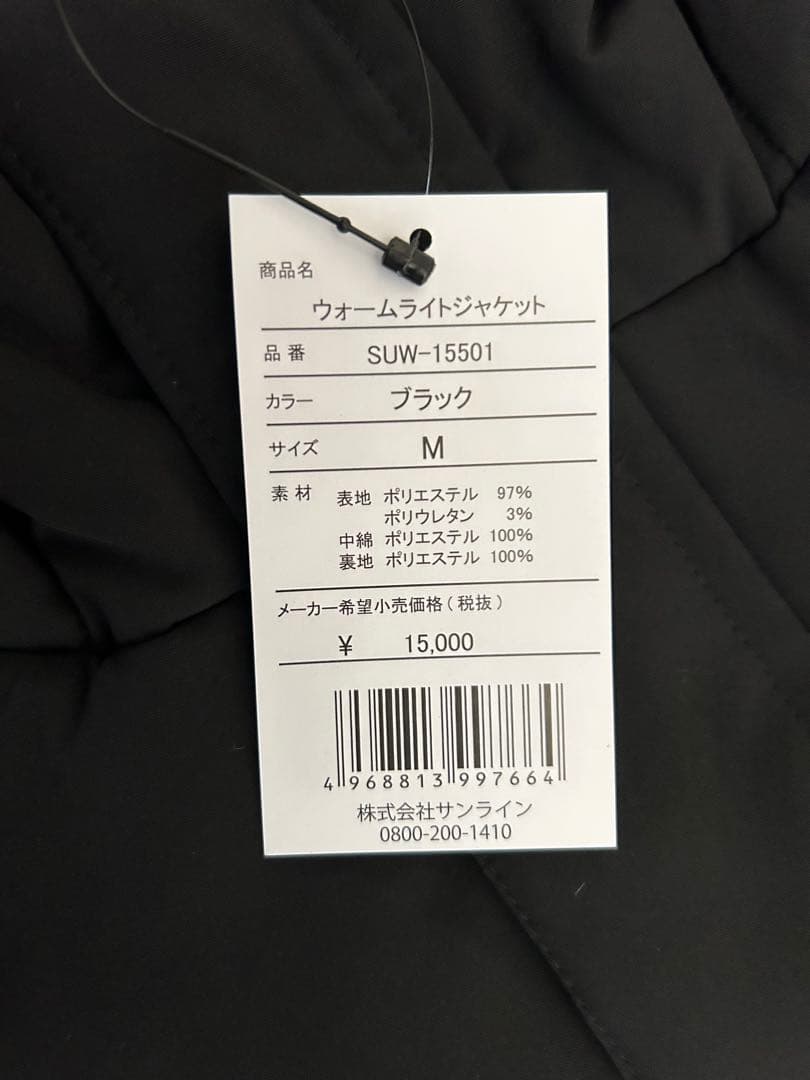 商品名
ウォームライトジャケット
品番 SUW-15501
カラー ブラック
サイズ M
素材 表地 ポリエステル 97%
ポリウレタン 3%
中綿 ポリエステル 100%
裏地 ポリエステル 100%
メーカー希望小売価格(税抜)
¥ 15,000
4968813997664
株式会社サンライン
0800-200-1410